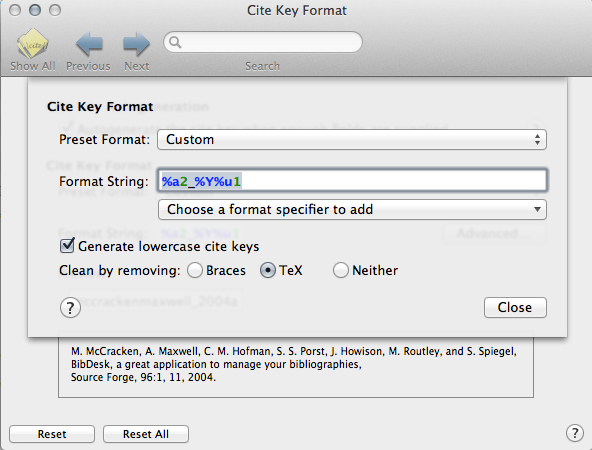 Cite Key Format
Show All Previous Next Search
Cite Key Format
Preset Format: Custom
Format String: %a2_%Y%u1
Choose a format specifier to add
Generate lowercase cite keys
Clean by removing: Braces TeX Neither
? Close
mccrackenmaxwell_2004a
M. McCracken, A. Maxwell, C. M. Hofman, S. S. Porst, J. Howison, M. Routley, and S. Spiegel,
BibDesk, a great application to manage your bibliographies,
Source Forge, 96:1, 11, 2004.
Reset Reset All ?